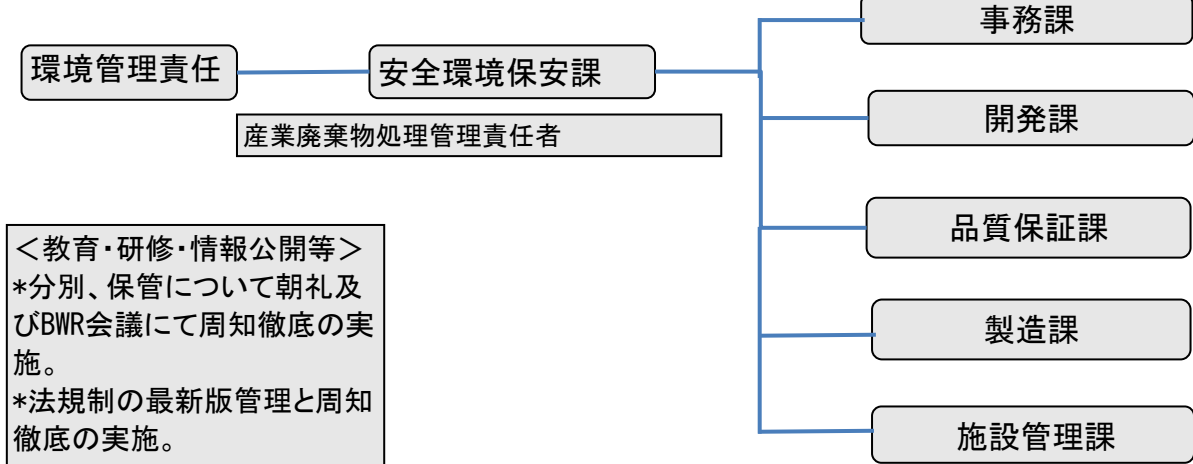 事務課
環境管理責任
安全環境保安課
産業廃棄物処理管理責任者
開発課
品質保証課
製造課
施設管理課
＜教育・研修・情報公開等＞
*分別、保管について朝礼及
びBWR会議にて周知徹底の実
施。
*法規制の最新版管理と周知
徹底の実施。